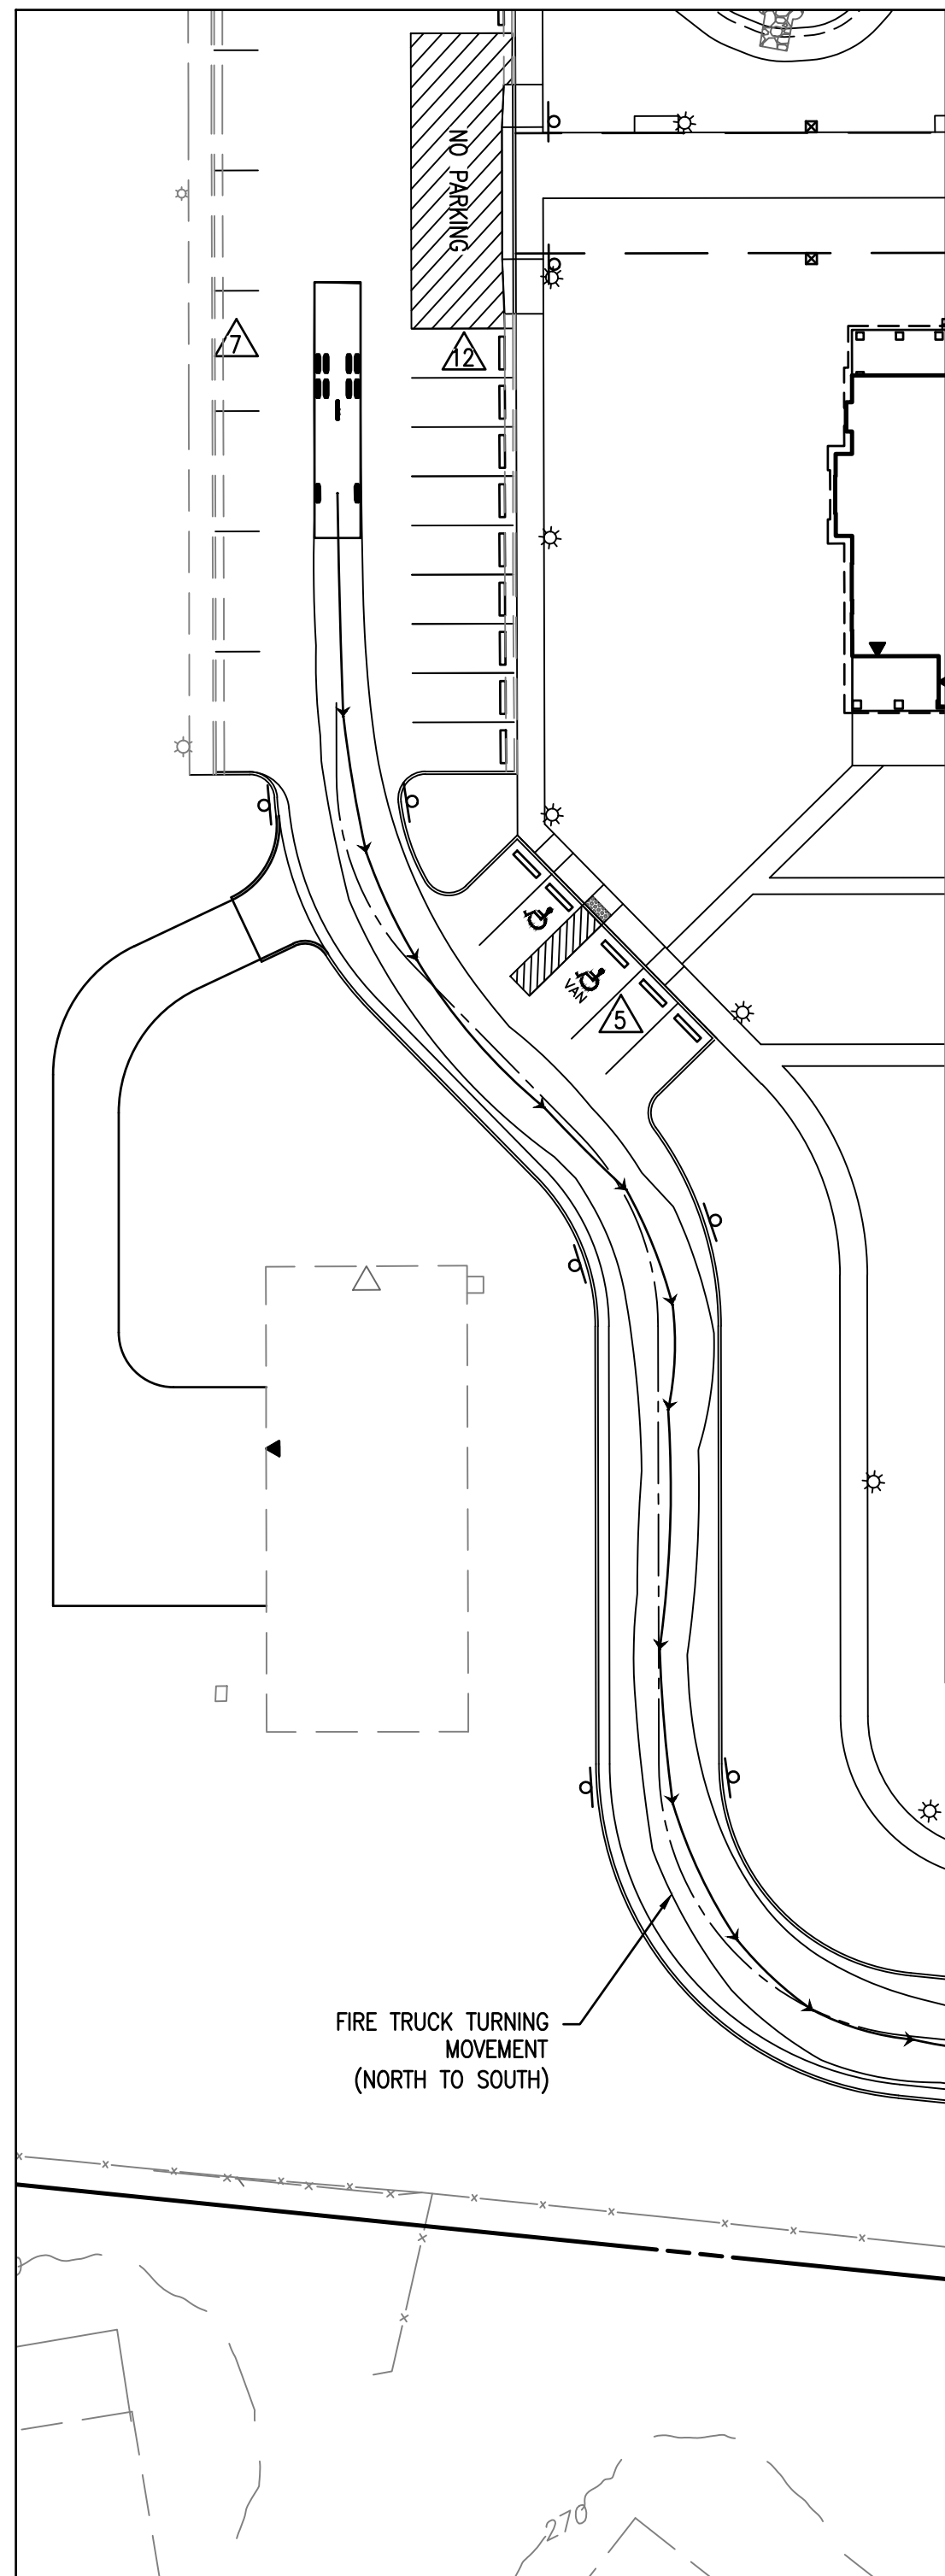 NO PARKING
7
12
VAN
5
FIRE TRUCK TURNING
MOVEMENT
(NORTH TO SOUTH)
270